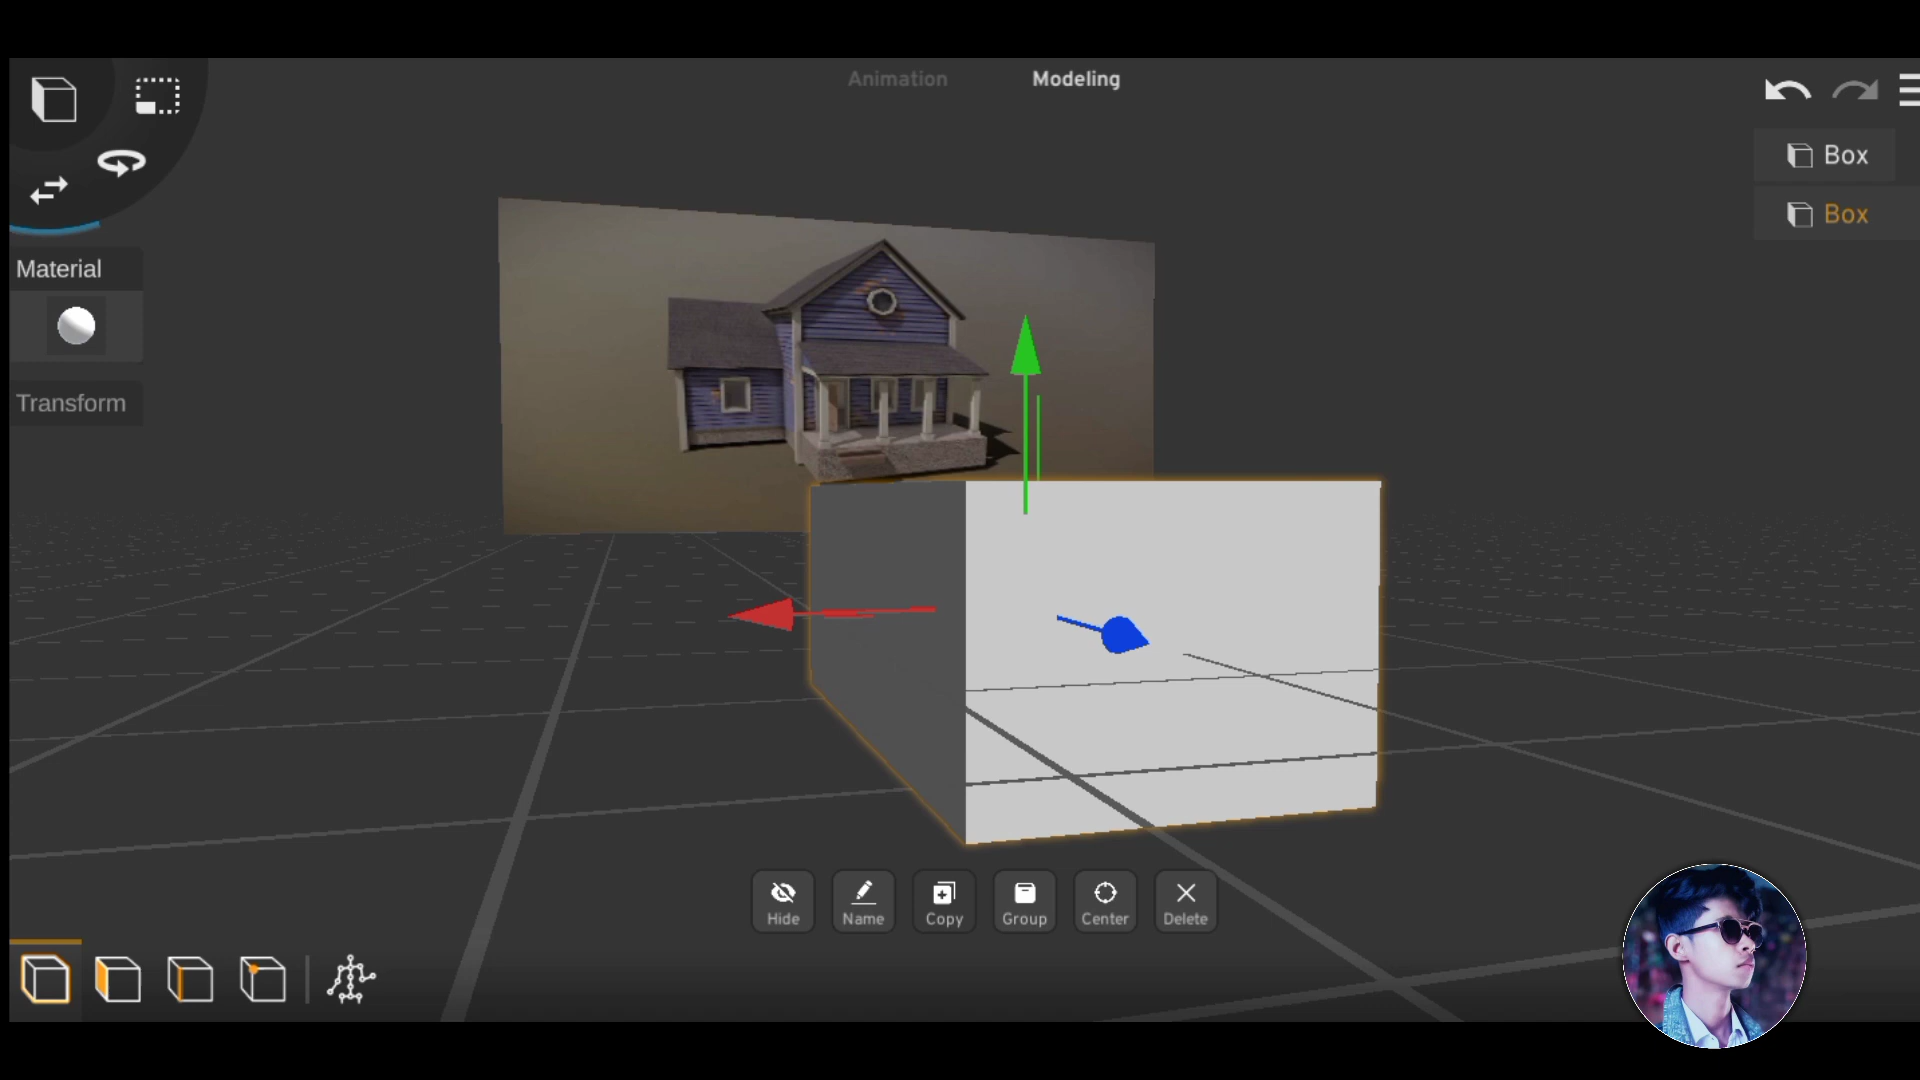 Animation
Modeling
Box
Box
Material
Transform
Hide
Name
Copy
Group
Center
Delete